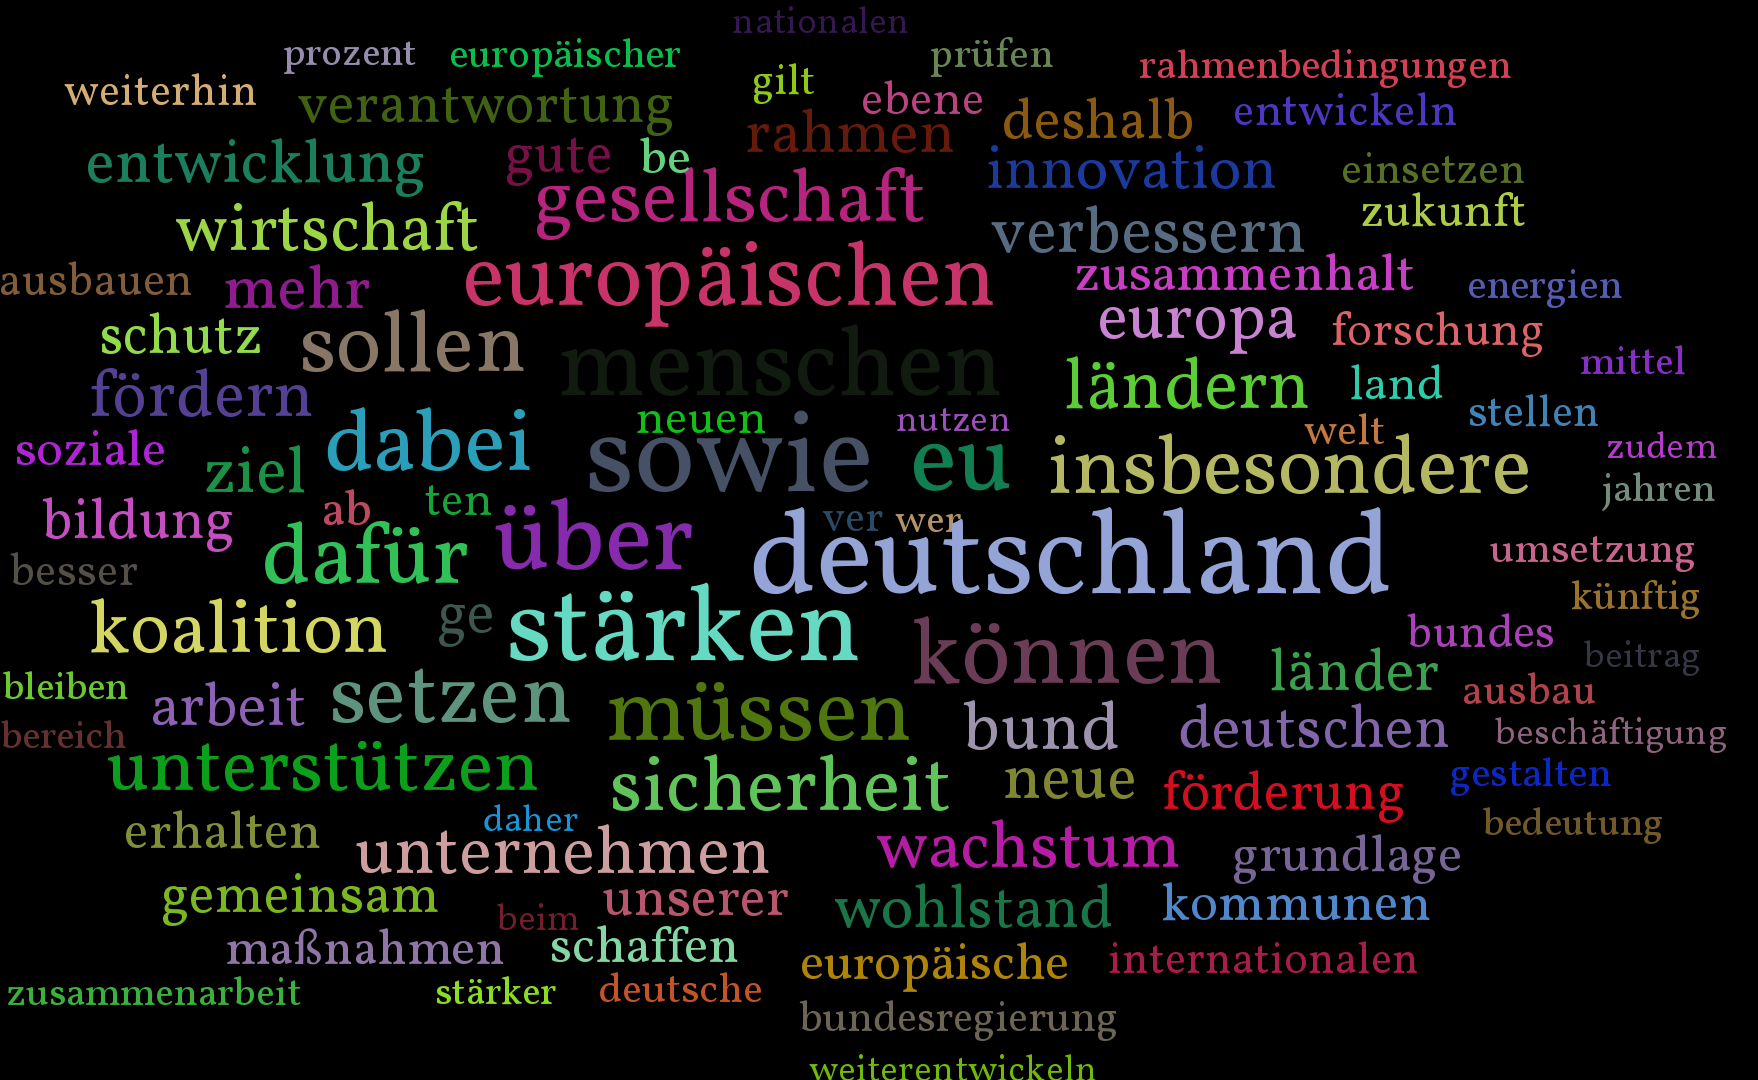 nationalen
prozent europäischer prüfen
weiterhin gilt rahmenbedingungen
verantwortung ebene deshalb entwickeln
rahmen
entwicklung gute be innovation einsetzen
gesellschaft zukunft
wirtschaft verbessern
ausbauen mehr europäischen zusammenhalt energien
schutz sollen europa forschung
menschen mittel
fördern ländern land
neuen nutzen stellen
soziale dabei sowie eu welt zudem
ziel insbesondere jahren
bildung ab ten ver wer
dafür über deutschland umsetzung
besser künftig
koalition ge stärken bundes
können beitrag
bleiben länder ausbau
arbeit setzen müssen bund deutschen
bereich beschäftigung
unterstützen sicherheit neue förderung gestalten
erhalten daher bedeutung
unternehmen wachstum grundlage
gemeinsam unserer wohlstand kommunen
beim
maßnahmen schaffen europäische internationalen
zusammenarbeit stärker deutsche
bundesregierung
weiterentwickeln